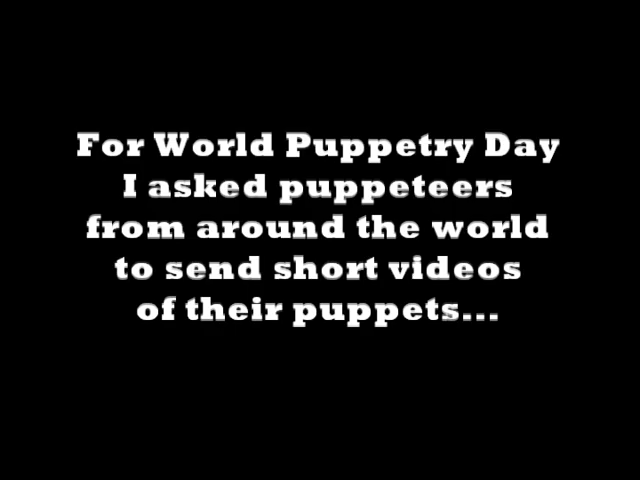 For World Puppetry Day
I asked puppeteers
from around the world
to send short videos
of their puppets...